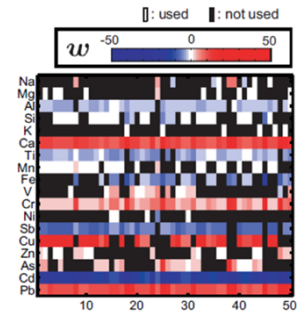 : used : not used
w -50 0 50
Na
Mg
Al
Si
K
Ca
Ti
Mn
Fe
V
Cr
Ni
Sb
Cu
Zn
As
Cd
Pb
10 20 30 40 50